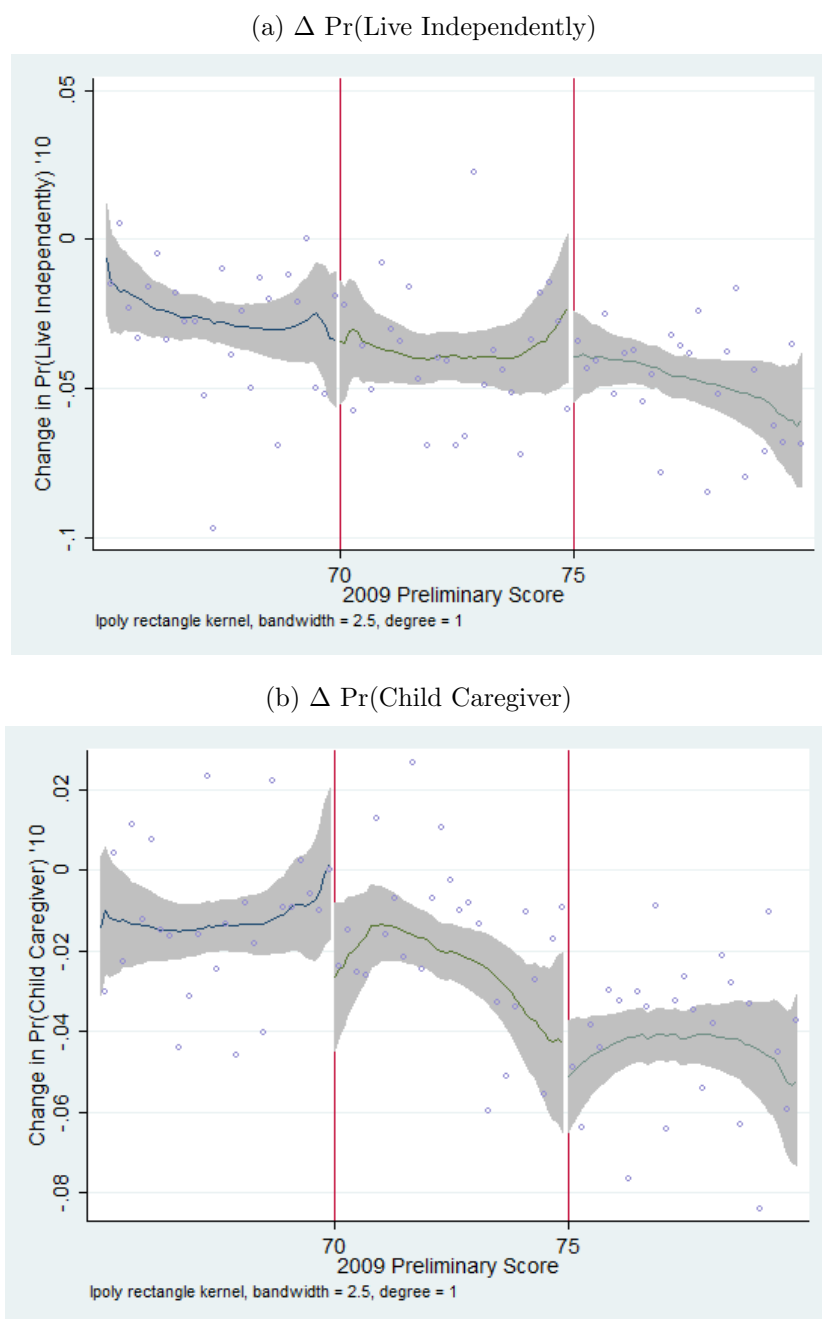 (a) Δ Pr(Live Independently)
Change in Pr(Live Independently) '10
.05
0
-.05
-.1
70
75
2009 Preliminary Score
lpoly rectangle kernel, bandwidth = 2.5, degree = 1
(b) Δ Pr(Child Caregiver)
Change in Pr(Child Caregiver) '10
.02
0
-.02
-.04
-.06
-.08
70
75
2009 Preliminary Score
lpoly rectangle kernel, bandwidth = 2.5, degree = 1